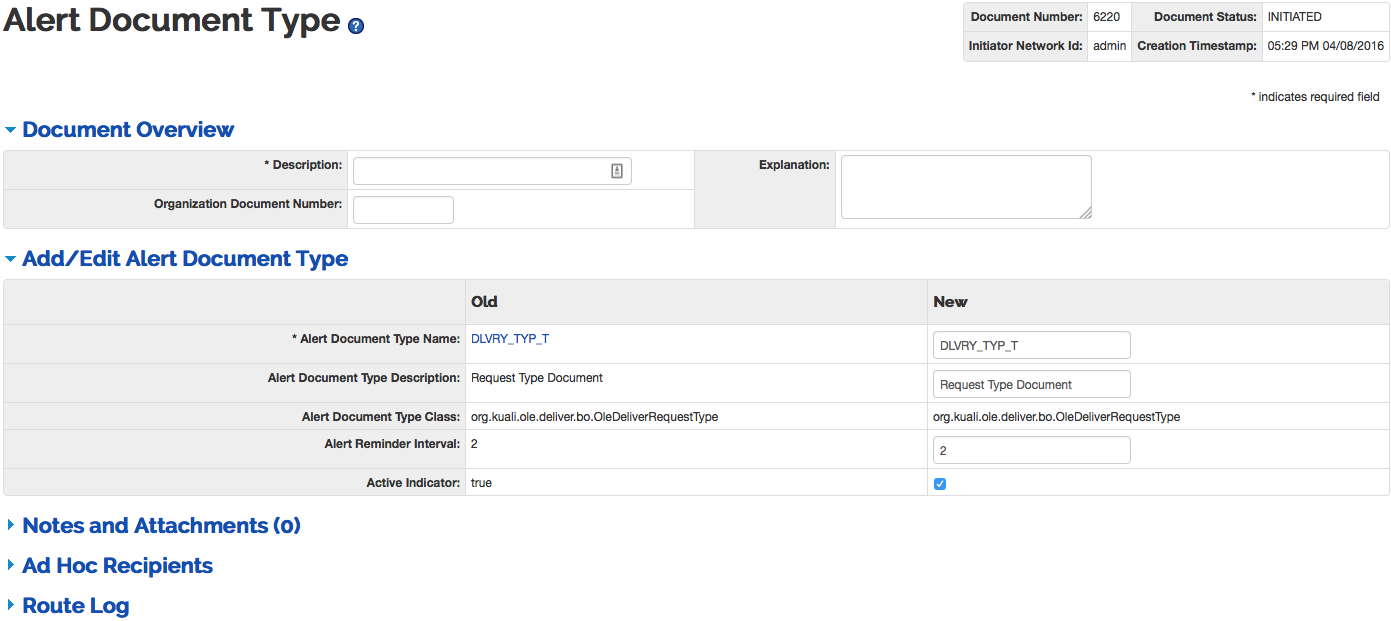 Alert Document Type ?
Document Number: 6220 Document Status: INITIATED
Initiator Network Id: admin Creation Timestamp: 05:29 PM 04/08/2016
* indicates required field
Document Overview
* Description: Explanation:
Organization Document Number:
Add/Edit Alert Document Type
Old New
* Alert Document Type Name: DLVRY_TYP_T DLVRY_TYP_T
Alert Document Type Description: Request Type Document Request Type Document
Alert Document Type Class: org.kuali.ole.deliver.bo.OleDeliverRequestType org.kuali.ole.deliver.bo.OleDeliverRequestType
Alert Reminder Interval: 2 2
Active Indicator: true
Notes and Attachments (0)
Ad Hoc Recipients
Route Log